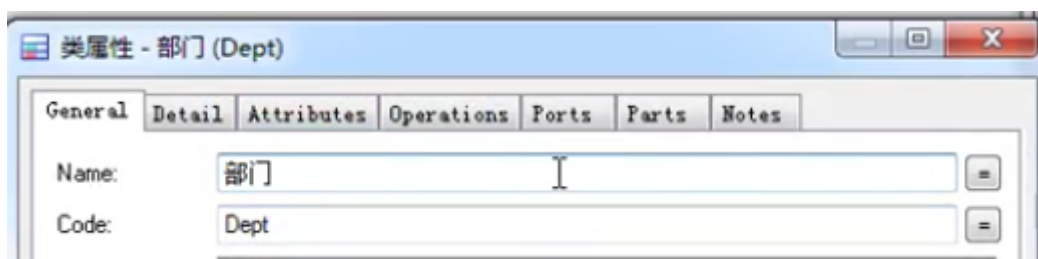 类属性 - 部门 (Dept)
General Detail Attributes Operations Ports Parts Notes
Name: 部门 =
Code: Dept =